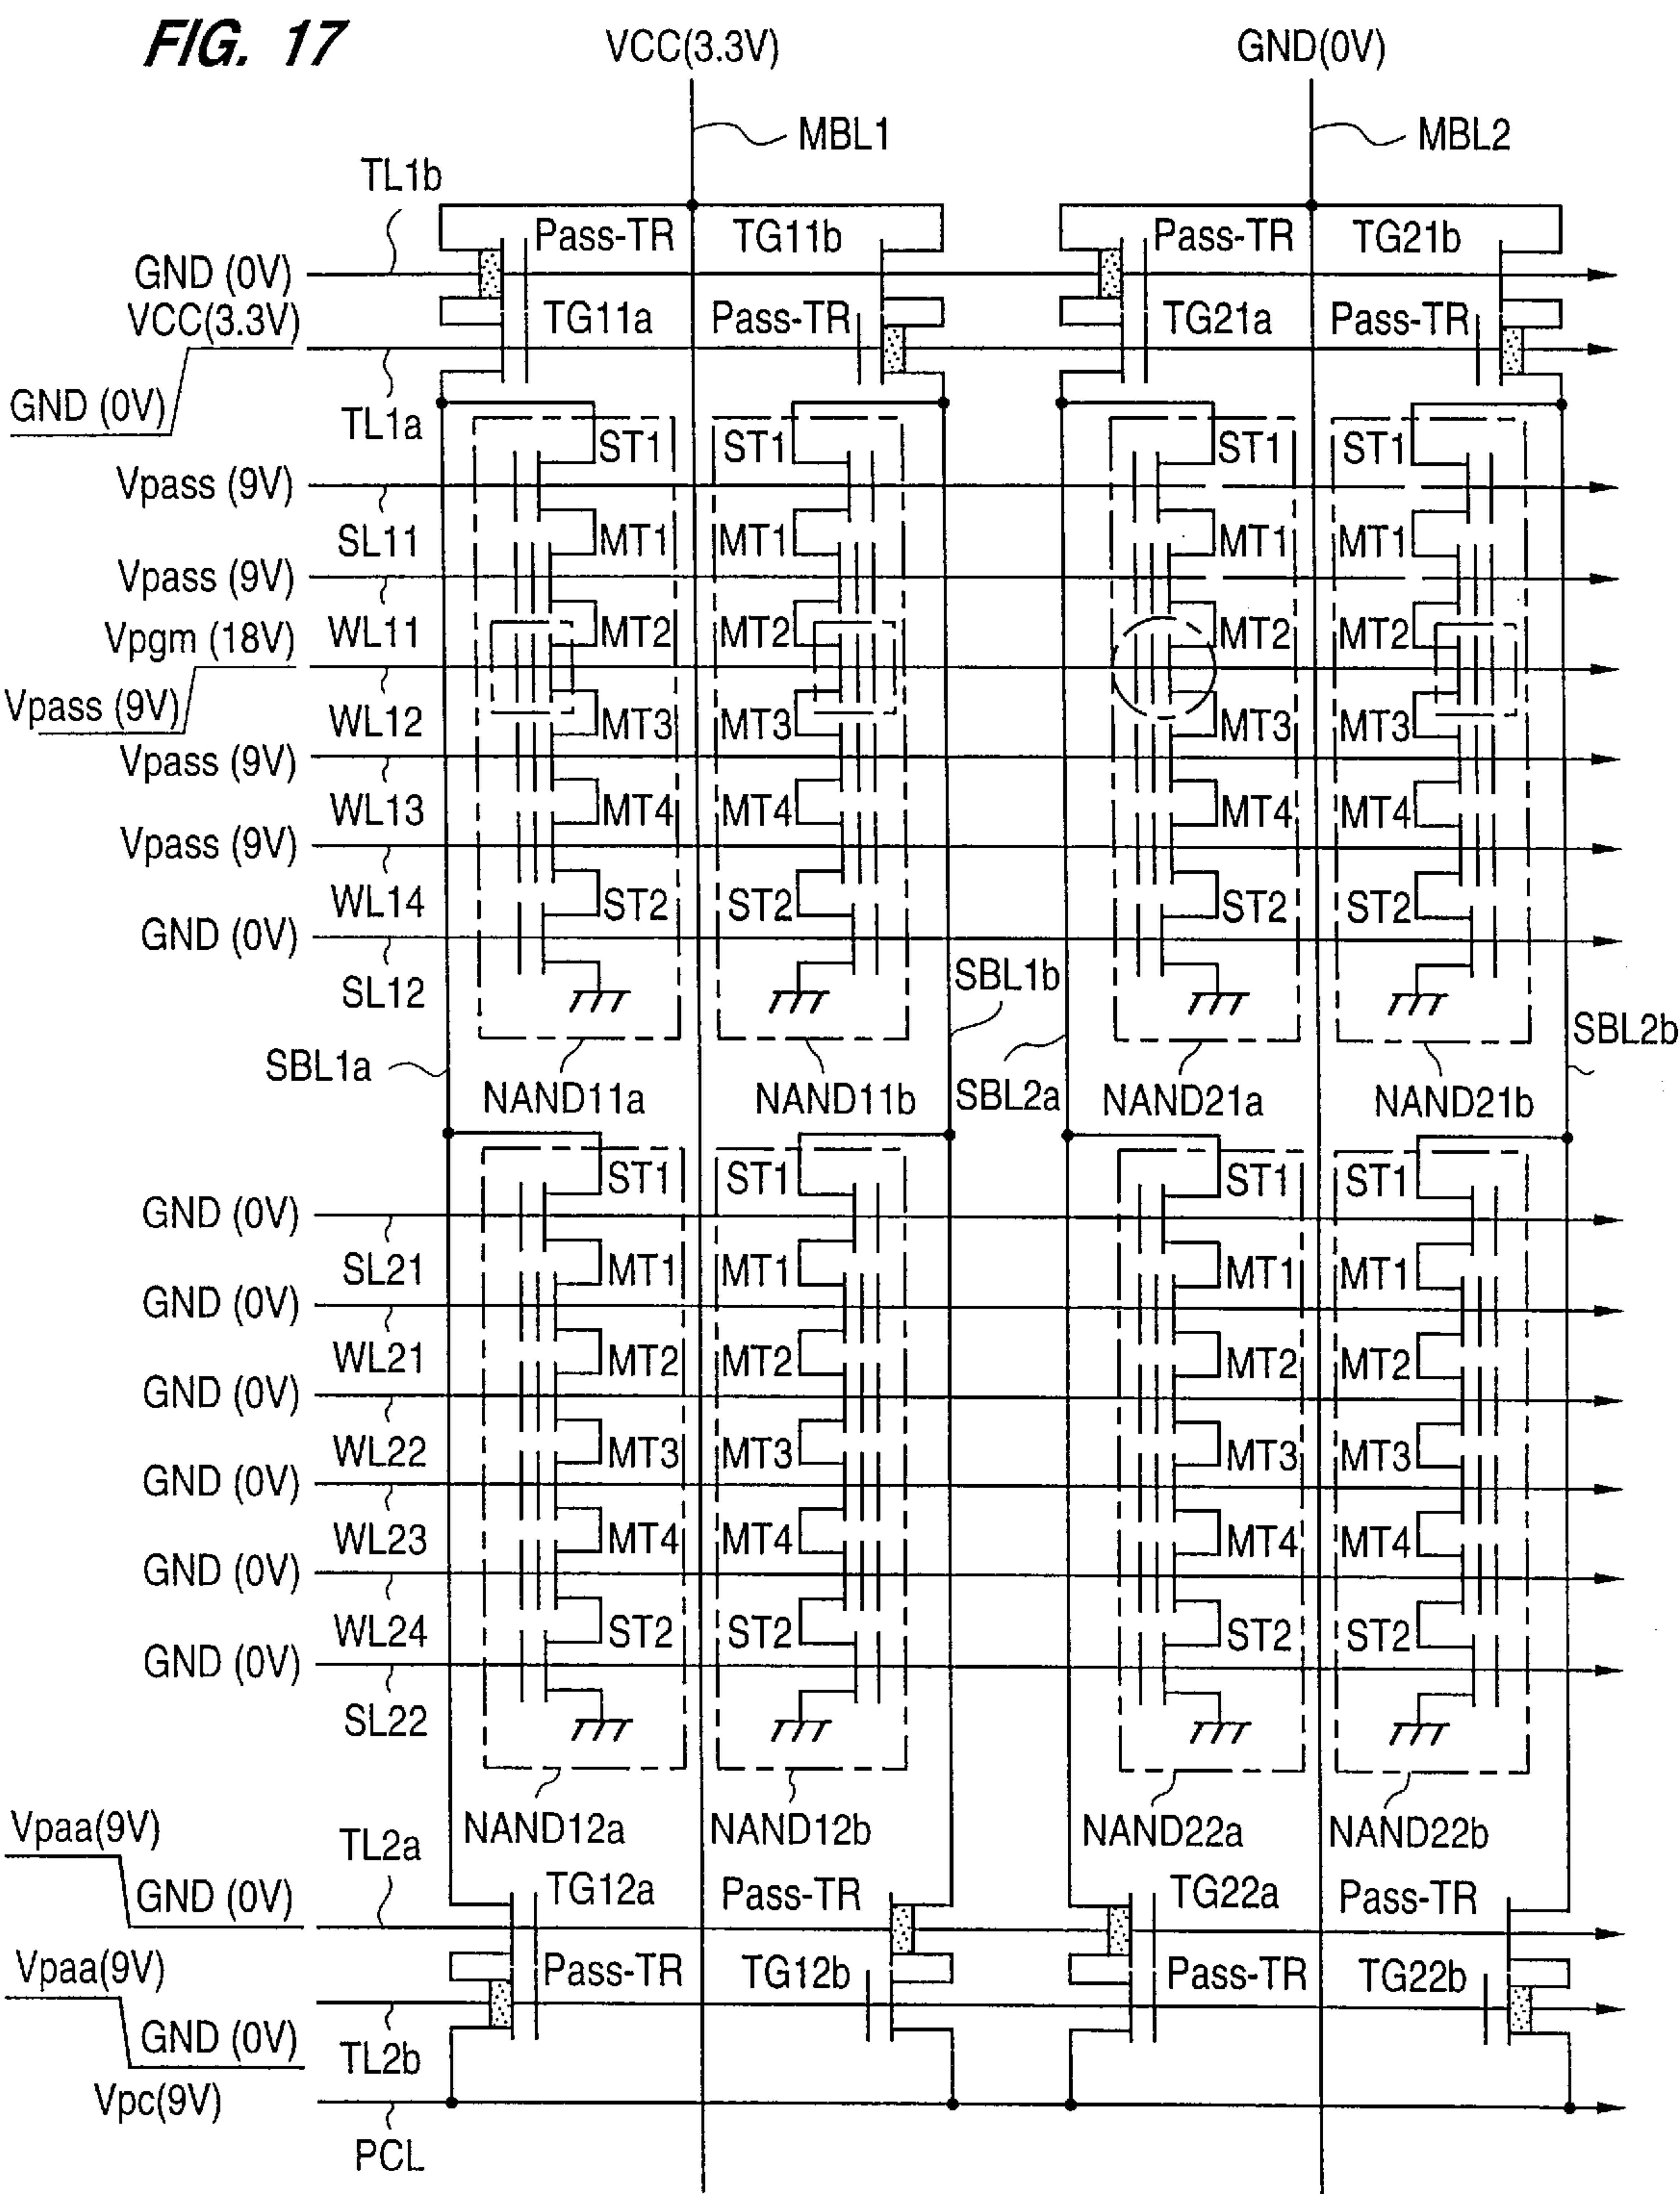 FIG. 17
VCC(3.3V)
GND(0V)
MBL1
MBL2
TL1b
Pass-TR
TG11b
Pass-TR
TG21b
GND (0V)
VCC(3.3V)
TG11a
Pass-TR
TG21a
Pass-TR
GND (0V)
TL1a
ST1
ST1
ST1
ST1
Vpass (9V)
SL11
MT1
MT1
MT1
MT1
Vpass (9V)
WL11
MT2
MT2
MT2
MT2
Vpgm (18V)
Vpass (9V)
WL12
MT3
MT3
MT3
MT3
Vpass (9V)
WL13
MT4
MT4
MT4
MT4
Vpass (9V)
WL14
ST2
ST2
ST2
ST2
GND (0V)
SL12
SBL1b
SBL2b
SBL1a
SBL2a
NAND11a
NAND11b
NAND21a
NAND21b
ST1
ST1
ST1
ST1
GND (0V)
SL21
MT1
MT1
MT1
MT1
GND (0V)
WL21
MT2
MT2
MT2
MT2
GND (0V)
WL22
MT3
MT3
MT3
MT3
GND (0V)
WL23
MT4
MT4
MT4
MT4
GND (0V)
WL24
ST2
ST2
ST2
ST2
GND (0V)
SL22
NAND12a
NAND12b
NAND22a
NAND22b
Vpaa(9V)
TL2a
TG12a
Pass-TR
TG22a
Pass-TR
GND (0V)
Vpaa(9V)
Pass-TR
TG12b
Pass-TR
TG22b
GND (0V)
TL2b
Vpc(9V)
PCL